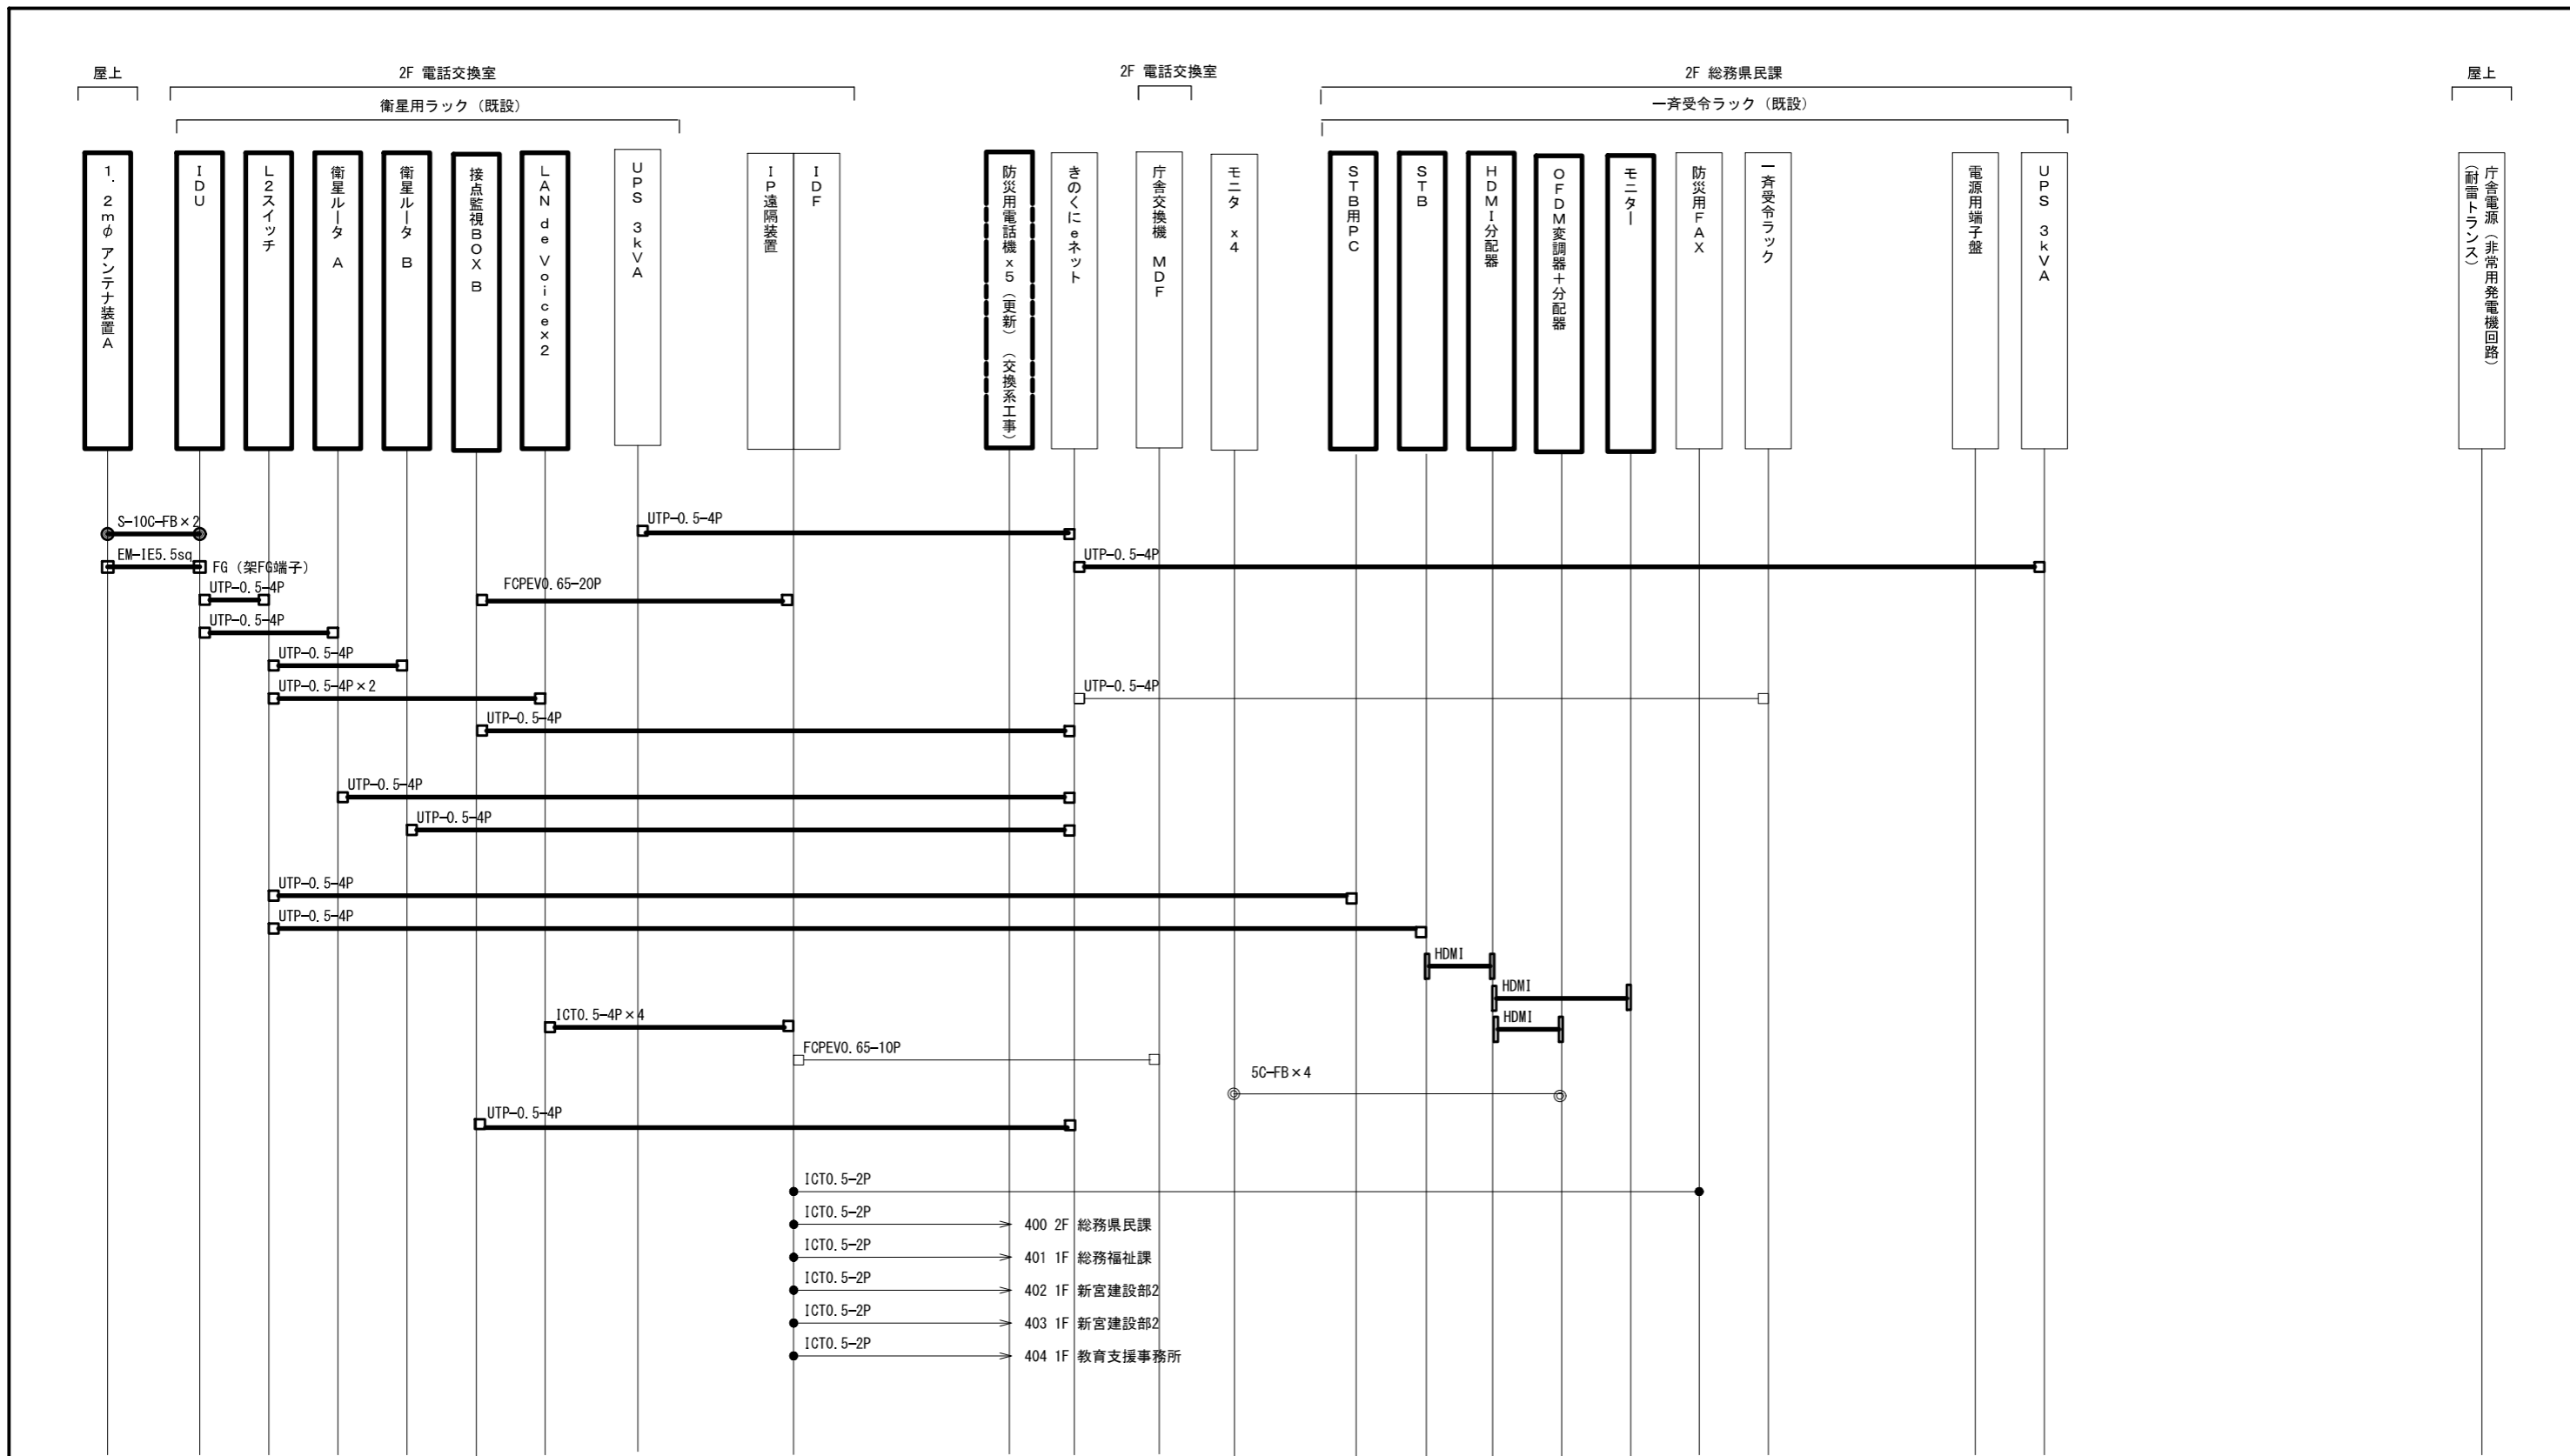 屋上
2F 電話交換室
2F 電話交換室
2F 総務県民課
屋上
衛星用ラック（既設）
一斉受令ラック（既設）
1．2mφ アンテナ装置A
IDU
L2スイッチ
衛星ルータ A
衛星ルータ B
接点監視BOX B
LAN de Voicex2
UPS 3kVA
IP遠隔装置
IDF
防災用電話機x5（更新）（交換系工事）
きのくにeネット
庁舎交換機 MDF
モニタ x4
STB用PC
STB
HDMI分配器
OFDM変調器＋分配器
モニター
防災用FAX
一斉受令ラック
電源用端子盤
UPS 3kVA
庁舎電源（非常用発電機回路）
（耐雷トランス）
S-10C-FB×2
UTP-0.5-4P
EM-IE5.5sq
FG（架FG端子）
UTP-0.5-4P
UTP-0.5-4P
FCPEV0.65-20P
UTP-0.5-4P
UTP-0.5-4P
UTP-0.5-4P×2
UTP-0.5-4P
UTP-0.5-4P
UTP-0.5-4P
UTP-0.5-4P
UTP-0.5-4P
UTP-0.5-4P
HDMI
HDMI
ICT0.5-4P×4
HDMI
FCPEV0.65-10P
5C-FB×4
UTP-0.5-4P
ICT0.5-2P
ICT0.5-2P
400 2F 総務県民課
ICT0.5-2P
401 1F 総務福祉課
ICT0.5-2P
402 1F 新宮建設部2
ICT0.5-2P
403 1F 新宮建設部2
ICT0.5-2P
404 1F 教育支援事務所